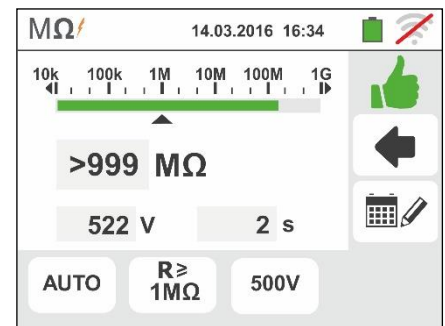 MΩ 14.03.2016 16:34
10k 100k 1M 10M 100M 1G
>999 MΩ
522 V 2 s
AUTO R≥ 1MΩ 500V